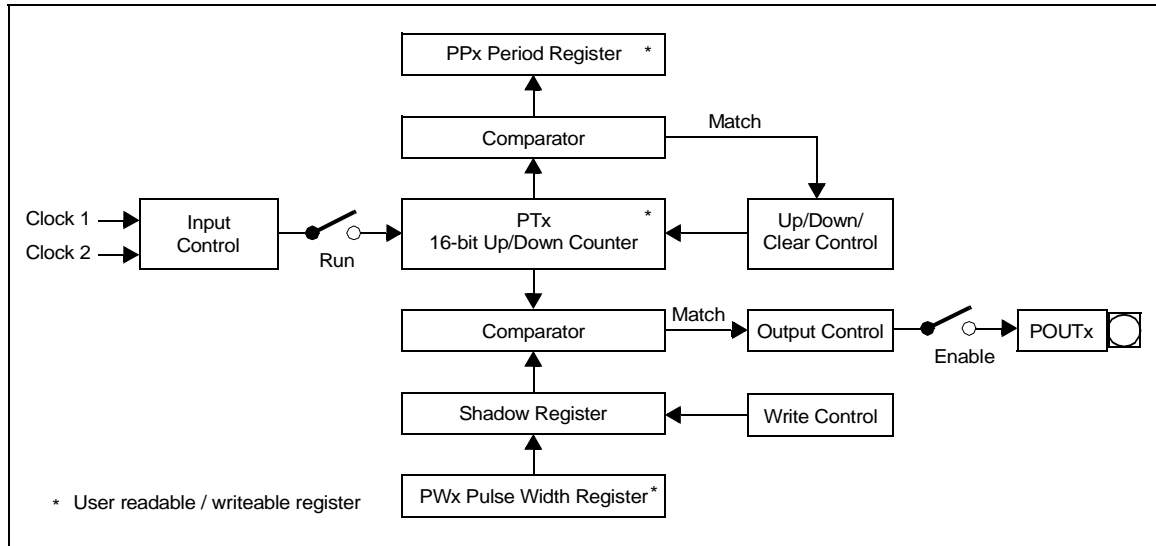 PPx Period Register *
Comparator
Match
Clock 1
Clock 2
Input
Control
Run
PTx *
16-bit Up/Down Counter
Up/Down/
Clear Control
Comparator
Match
Output Control
Enable
POUTx
Shadow Register
Write Control
PWx Pulse Width Register*
* User readable / writeable register